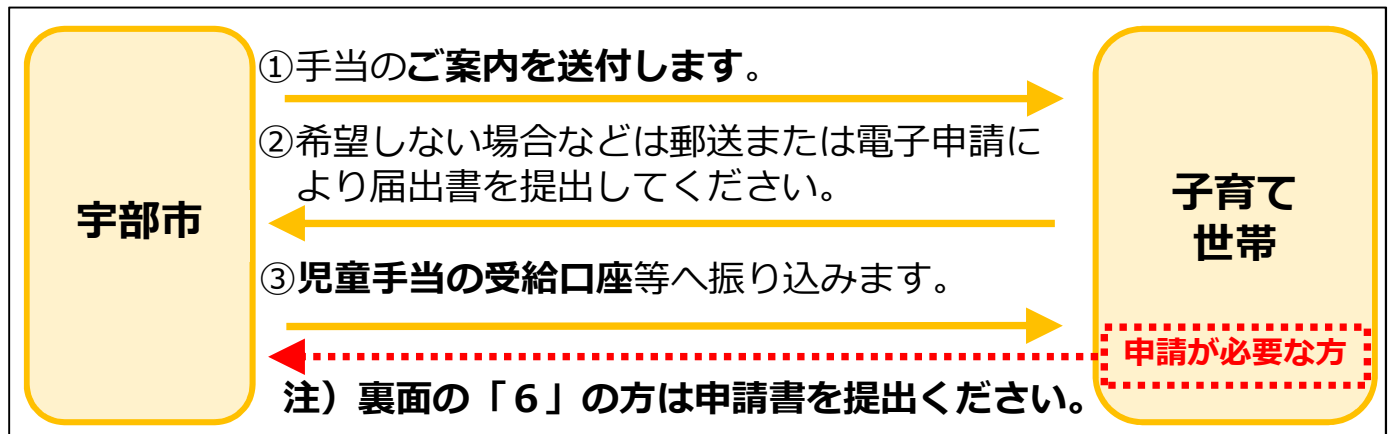 宇部市
①手当のご案内を送付します。
②希望しない場合などは郵送または電子申請に
より届出書を提出してください。
③児童手当の受給口座等へ振り込みます。
子育て
世帯
申請が必要な方
注）裏面の「６」の方は申請書を提出ください。